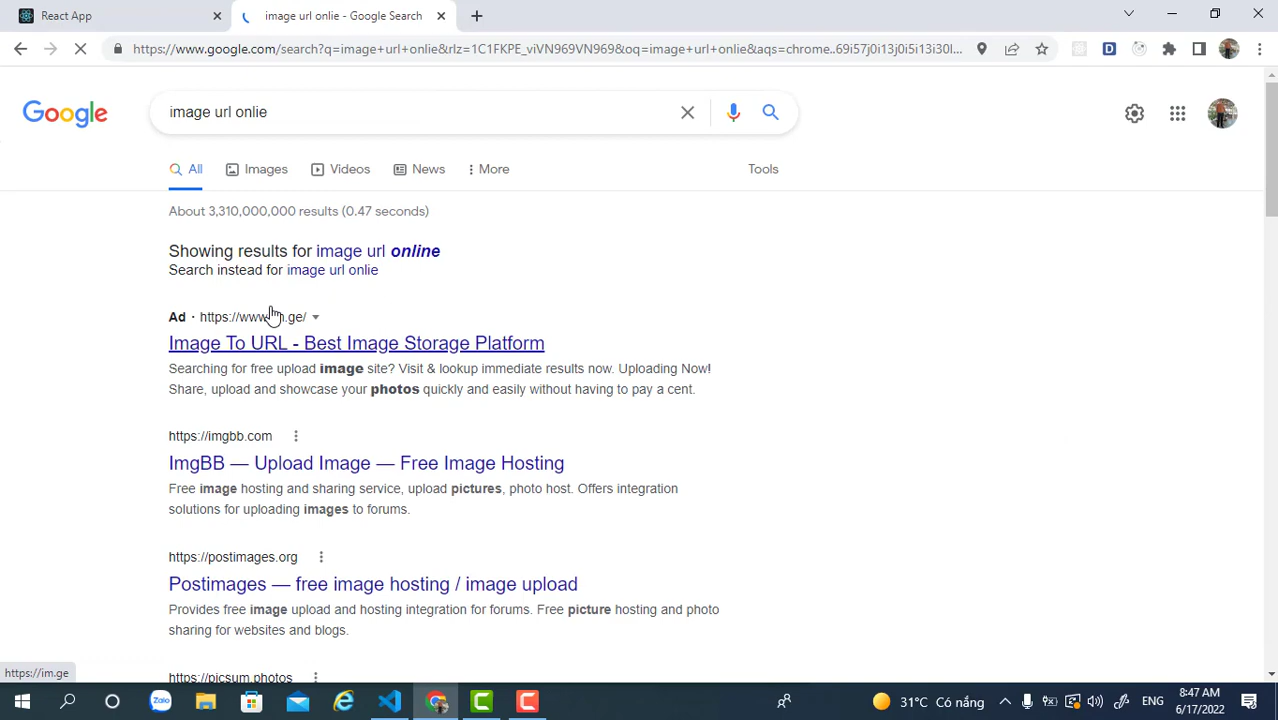 React App
image url onlie - Google Search
https://www.google.com/search?q=image+url+onlie&rlz=1C1FKPE_viVN969VN969&oq=image+url+onlie&aqs=chrome..69i57j0i13j0i5i13i30l...
Google
image url onlie
All
Images
Videos
News
More
Tools
About 3,310,000,000 results (0.47 seconds)
Showing results for image url online
Search instead for image url onlie
Ad · https://www.im.ge/
Image To URL - Best Image Storage Platform
Searching for free upload image site? Visit & lookup immediate results now. Uploading Now!
Share, upload and showcase your photos quickly and easily without having to pay a cent.
https://imgbb.com
ImgBB — Upload Image — Free Image Hosting
Free image hosting and sharing service, upload pictures, photo host. Offers integration
solutions for uploading images to forums.
https://postimages.org
Postimages — free image hosting / image upload
Provides free image upload and hosting integration for forums. Free picture hosting and photo
sharing for websites and blogs.
https://picsum.photos
https://im.ge
Zalo
31°C Có nắng
ENG
8:47 AM
6/17/2022